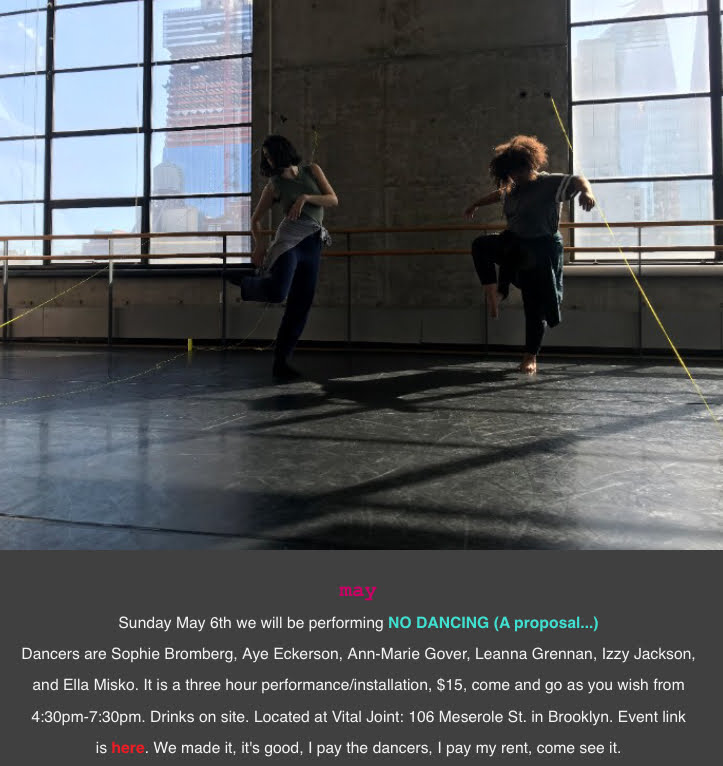 may
Sunday May 6th we will be performing NO DANCING (A proposal...)
Dancers are Sophie Bromberg, Aye Eckerson, Ann-Marie Gover, Leanna Grennan, Izzy Jackson,
and Ella Misko. It is a three hour performance/installation, $15, come and go as you wish from
4:30pm-7:30pm. Drinks on site. Located at Vital Joint: 106 Meserole St. in Brooklyn. Event link
is here. We made it, it's good, I pay the dancers, I pay my rent, come see it.